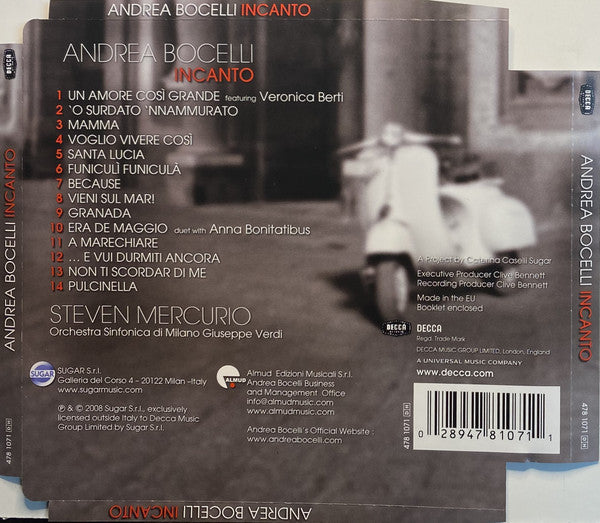 ANDREA BOCELLI INCANTO
DECCA
ANDREA BOCELLI INCANTO
478 1071
ANDREA BOCELLI
INCANTO
1 UN AMORE COSÌ GRANDE featuring Veronica Berti
2 'O SURDATO 'NNAMMURATO
3 MAMMA
4 VOGLIO VIVERE COSÌ
5 SANTA LUCIA
6 FUNICULÌ FUNICULÀ
7 BECAUSE
8 VIENI SUL MAR!
9 GRANADA
10 ERA DE MAGGIO duet with Anna Bonitatibus
11 A MARECHIARE
12 ... E VUI DURMITI ANCORA
13 NON TI SCORDAR DI ME
14 PULCINELLA
STEVEN MERCURIO
Orchestra Sinfonica di Milano Giuseppe Verdi
SUGAR
SUGAR S.r.l.
Galleria del Corso 4 - 20122 Milan -Italy
www.sugarmusic.com
℗ & © 2008 Sugar S.r.l., exclusively
licensed outside Italy to Decca Music
Group Limited by Sugar S.r.l.
ALMUD
Almud Edizioni Musicali S.r.l.
Andrea Bocelli Business
and Management Office
info@almudmusic.com
www.almudmusic.com
Andrea Bocelli's Official Website :
www.andreabocelli.com
A Project by Caterina Caselli Sugar
Executive Producer Clive Bennett
Recording Producer Clive Bennett
Made in the EU
Booklet enclosed
DECCA
DECCA
Regd. Trade Mark
DECCA MUSIC GROUP LIMITED, London, England
A UNIVERSAL MUSIC COMPANY
www.decca.com
0 28947 81071 1
DECCA
ANDREA BOCELLI INCANTO
478 1071
ANDREA BOCELLI INCANTO